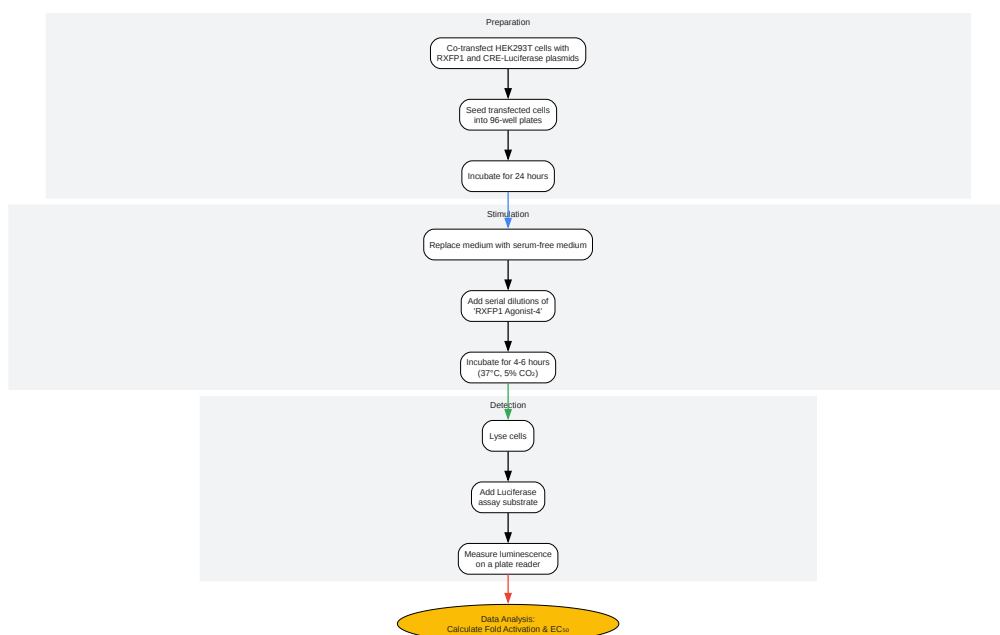 Preparation
Co-transfect HEK293T cells with
RXFP1 and CRE-Luciferase plasmids
Seed transfected cells
into 96-well plates
Incubate for 24 hours
Stimulation
Replace medium with serum-free medium
Add serial dilutions of
'RXFP1 Agonist-4'
Incubate for 4-6 hours
(37°C, 5% CO₂)
Detection
Lyse cells
Add Luciferase
assay substrate
Measure luminescence
on a plate reader
Data Analysis:
Calculate Fold Activation & EC₅₀